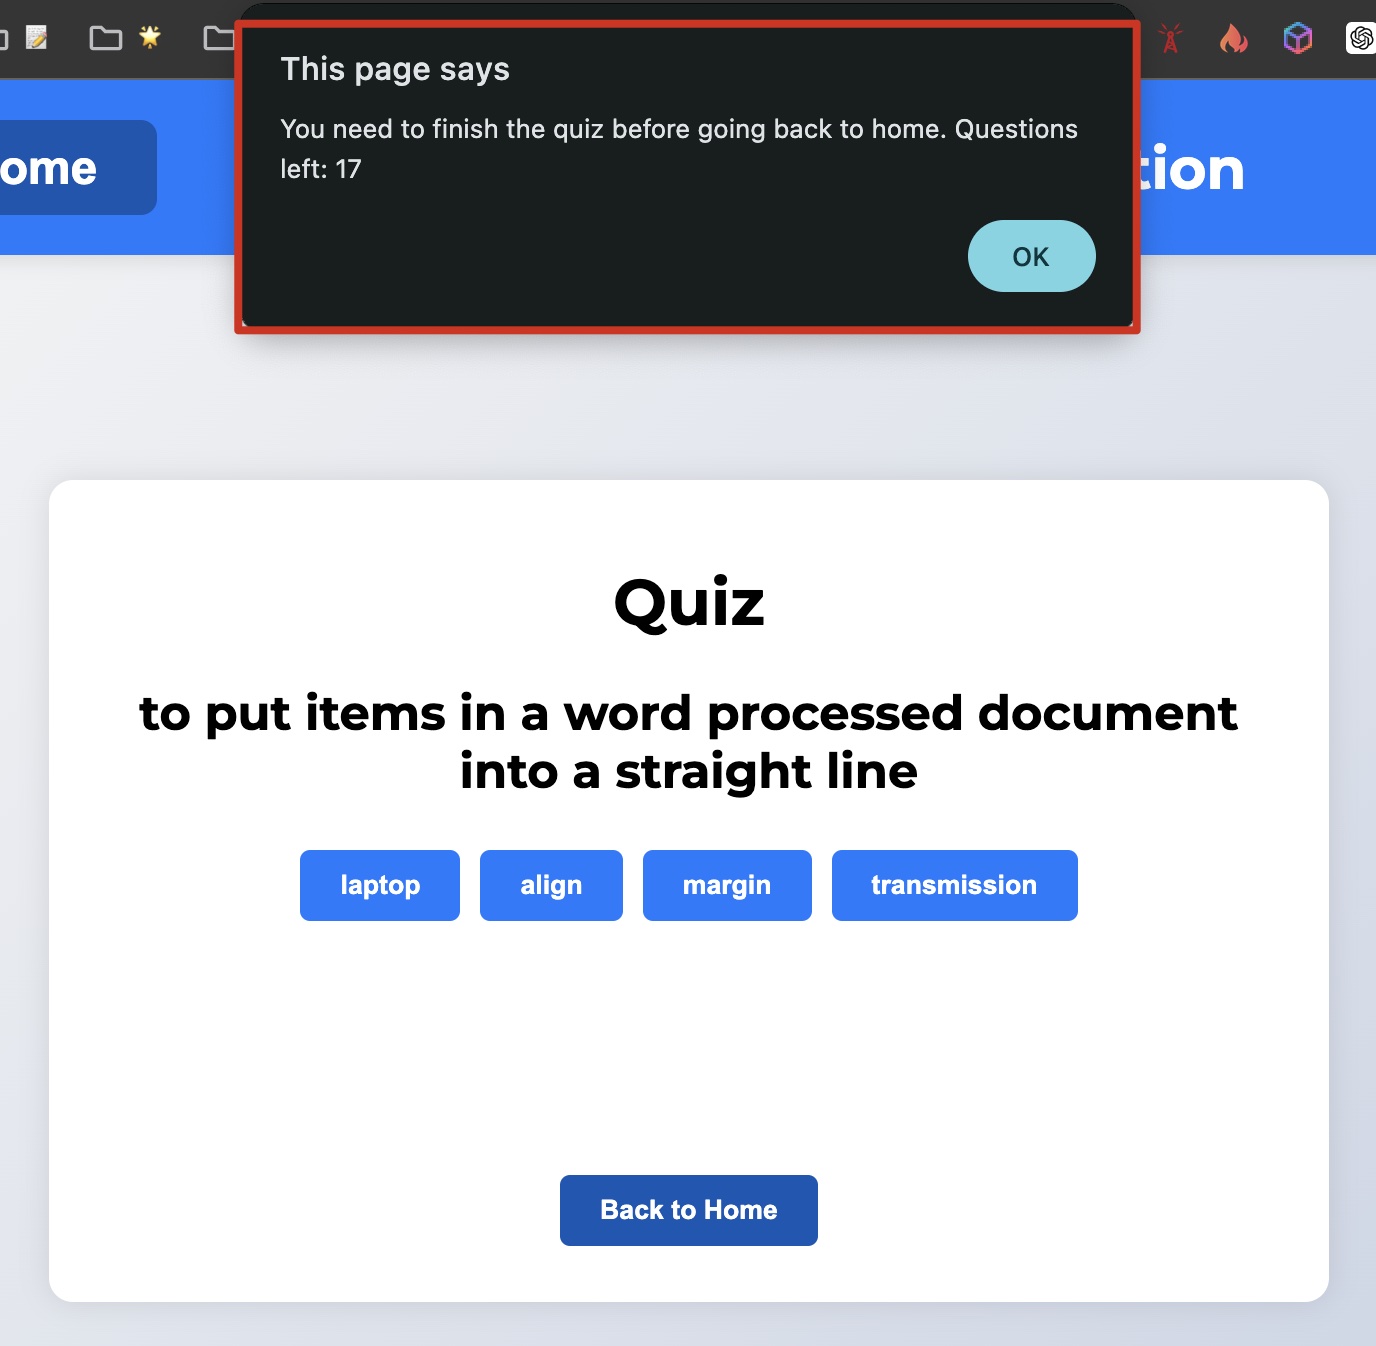 This page says
You need to finish the quiz before going back to home. Questions
left: 17
OK
ome
tion
Quiz
to put items in a word processed document
into a straight line
laptop
align
margin
transmission
Back to Home